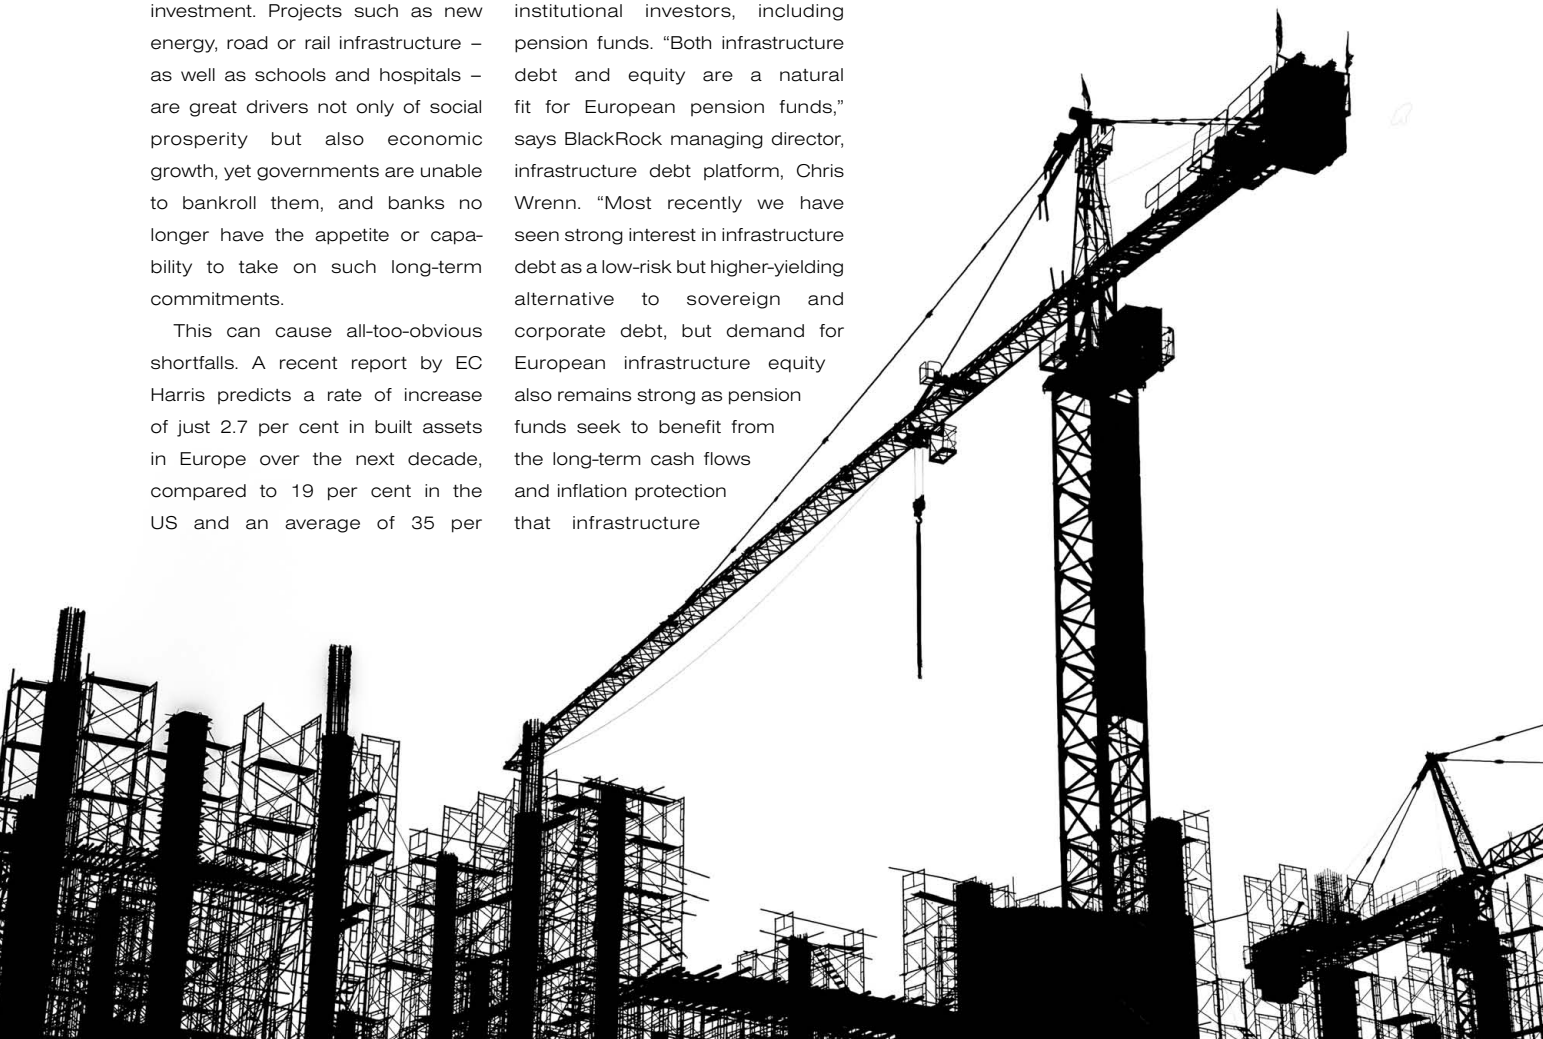 investment. Projects such as new
energy, road or rail infrastructure –
as well as schools and hospitals –
are great drivers not only of social
prosperity but also economic
growth, yet governments are unable
to bankroll them, and banks no
longer have the appetite or capa-
bility to take on such long-term
commitments.
This can cause all-too-obvious
shortfalls. A recent report by EC
Harris predicts a rate of increase
of just 2.7 per cent in built assets
in Europe over the next decade,
compared to 19 per cent in the
US and an average of 35 per
institutional investors, including
pension funds. “Both infrastructure
debt and equity are a natural
fit for European pension funds,”
says BlackRock managing director,
infrastructure debt platform, Chris
Wrenn. “Most recently we have
seen strong interest in infrastructure
debt as a low-risk but higher-yielding
alternative to sovereign and
corporate debt, but demand for
European infrastructure equity
also remains strong as pension
funds seek to benefit from
the long-term cash flows
and inflation protection
that infrastructure